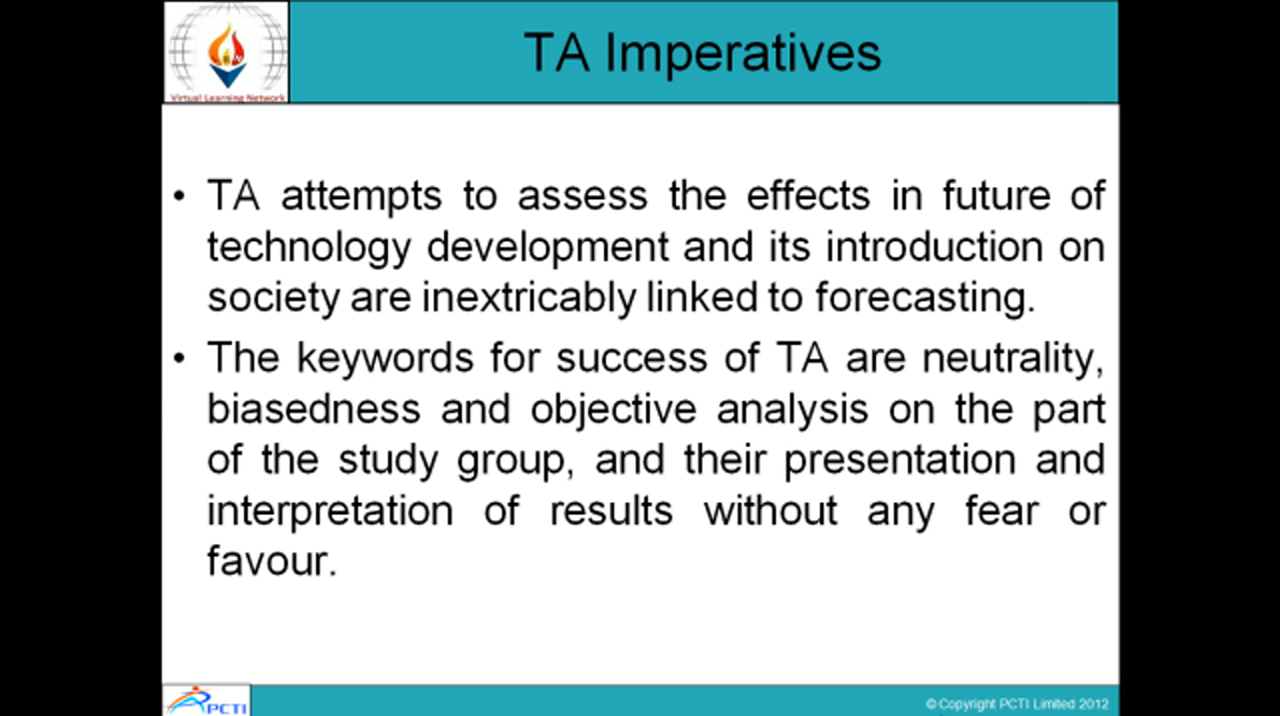 TA Imperatives
Virtual Learning Network
• TA attempts to assess the effects in future of
technology development and its introduction on
society are inextricably linked to forecasting.
• The keywords for success of TA are neutrality,
biasedness and objective analysis on the part
of the study group, and their presentation and
interpretation of results without any fear or
favour.
PCTI
© Copyright PCTI Limited 2012